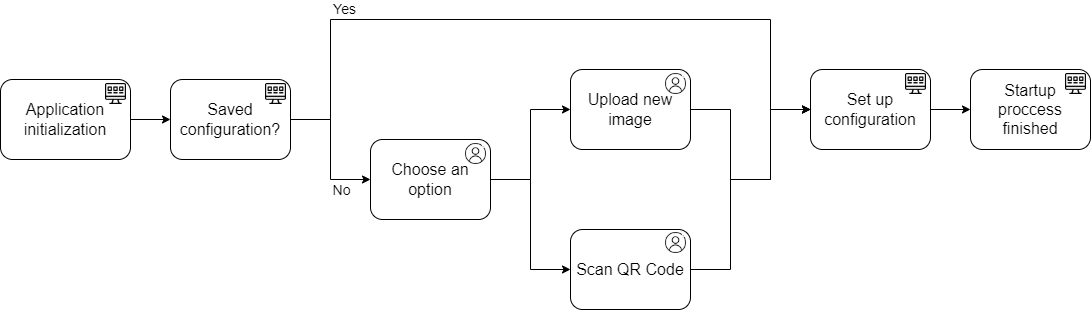 Yes
Application
initialization
Saved
configuration?
No
Choose an
option
Upload new
image
Scan QR Code
Set up
configuration
Startup
proccess
finished